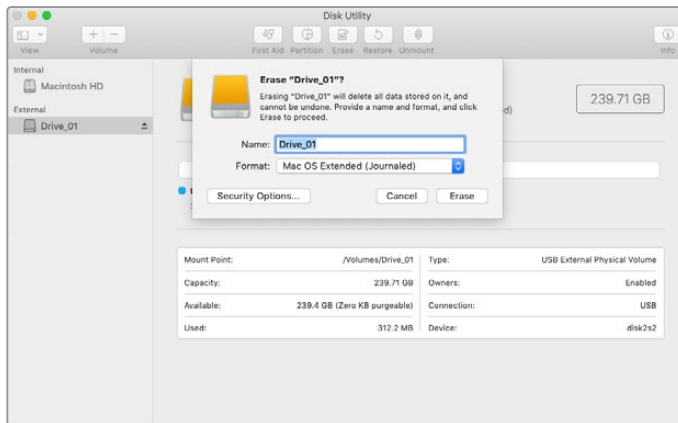 Disk Utility
View
Volume
First Aid Partition Erase Restore Unmount
Info
Internal
Macintosh HD
External
Drive_01
Erase “Drive_01”?
Erasing “Drive_01” will delete all data stored on it, and
cannot be undone. Provide a name and format, and click
Erase to proceed.
Name: Drive_01
Format: Mac OS Extended (Journaled)
Security Options... Cancel Erase
239.71 GB
Mount Point: /Volumes/Drive_01 Type: USB External Physical Volume
Capacity: 239.71 GB Owners: Enabled
Available: 239.4 GB (Zero KB purgeable) Connection: USB
Used: 312.2 MB Device: disk2s2